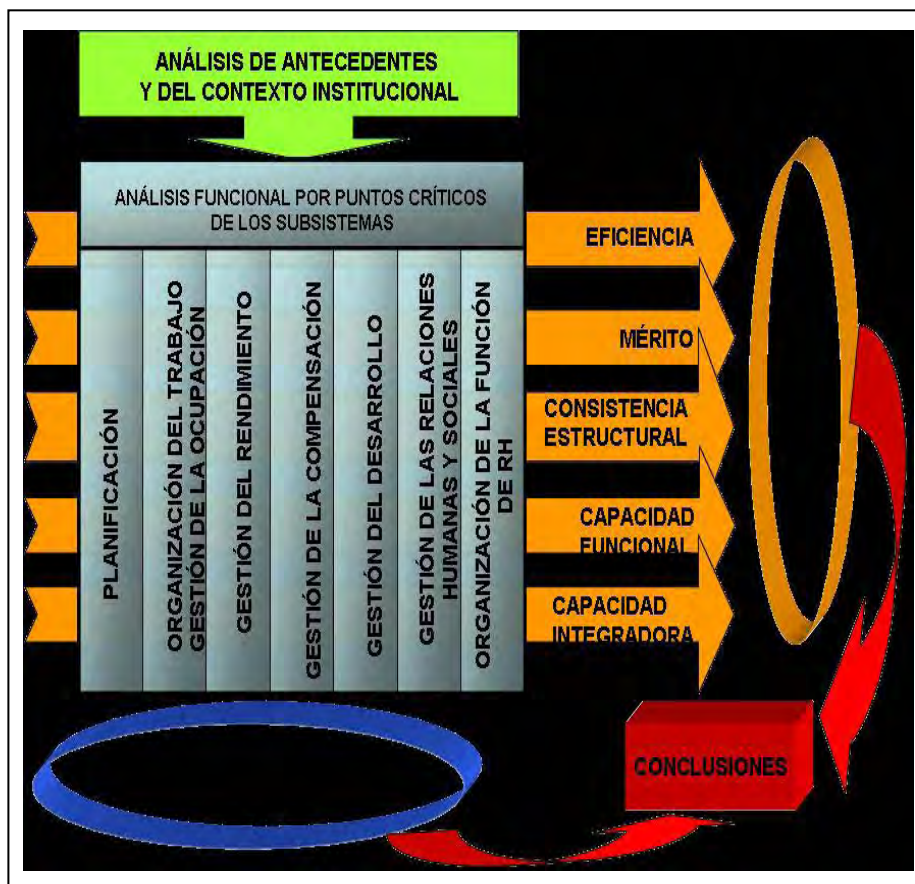 ANÁLISIS DE ANTECEDENTES
Y DEL CONTEXTO INSTITUCIONAL
ANÁLISIS FUNCIONAL POR PUNTOS CRÍTICOS
DE LOS SUBSISTEMAS
PLANIFICACIÓN
ORGANIZACIÓN DEL TRABAJO
GESTIÓN DE LA OCUPACIÓN
GESTIÓN DEL RENDIMIENTO
GESTIÓN DE LA COMPENSACIÓN
GESTIÓN DEL DESARROLLO
GESTIÓN DE LAS RELACIONES
HUMANAS Y SOCIALES
ORGANIZACIÓN DE LA FUNCIÓN
DE RH
EFICIENCIA
MÉRITO
CONSISTENCIA
ESTRUCTURAL
CAPACIDAD
FUNCIONAL
CAPACIDAD
INTEGRADORA
CONCLUSIONES